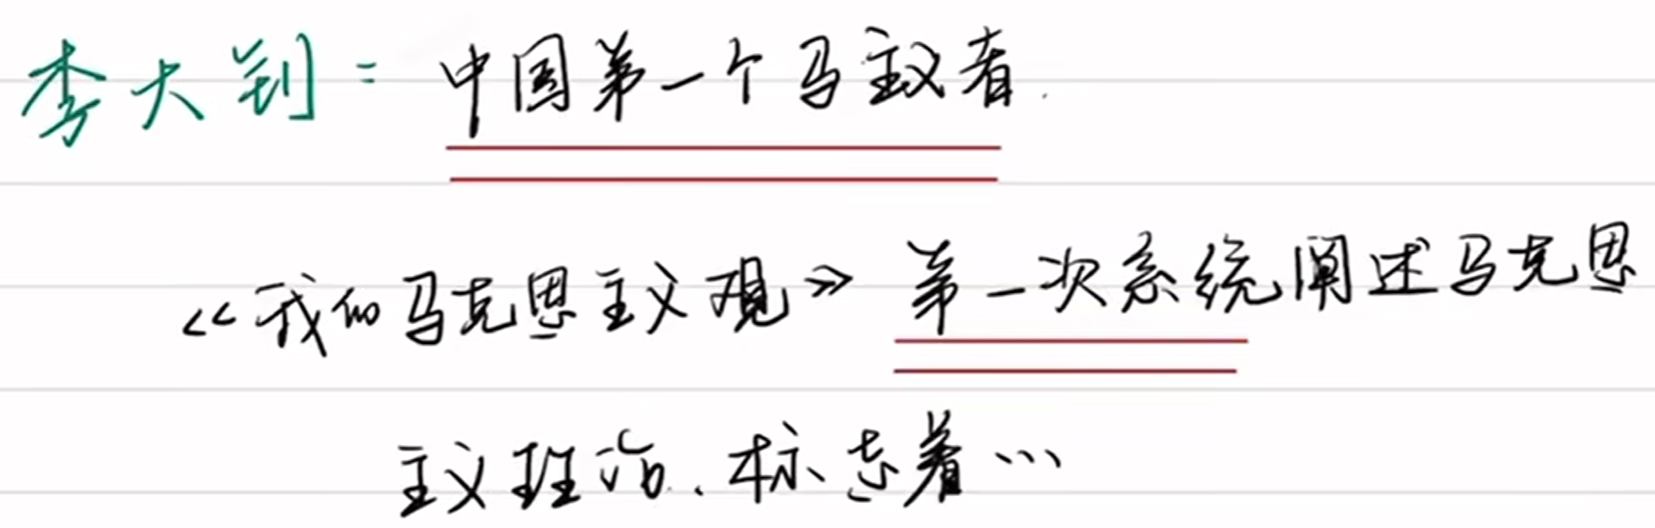 李大钊: 中国第一个马主义者.
《我的马克思主义观》第一次系统阐述马克思
主义理论.标志着…